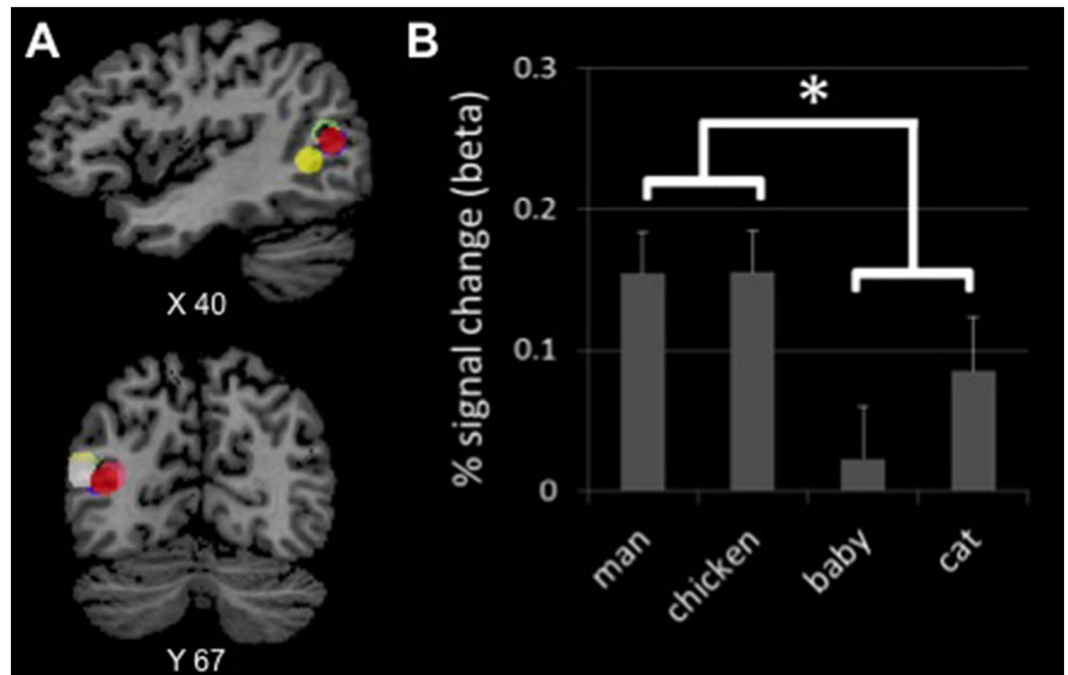 A
X 40
Y 67
B
% signal change (beta)
0.3
0.2
0.1
0
*
man
chicken
baby
cat